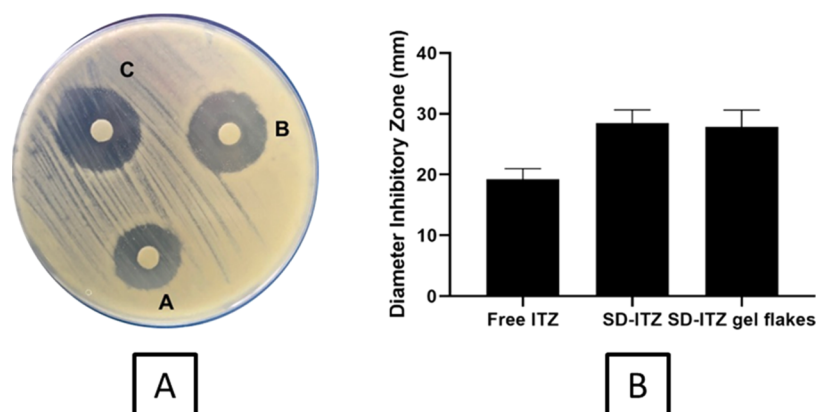 C
B
A
A
Diameter Inhibitory Zone (mm)
40
30
20
10
0
Free ITZ
SD-ITZ
SD-ITZ gel flakes
B